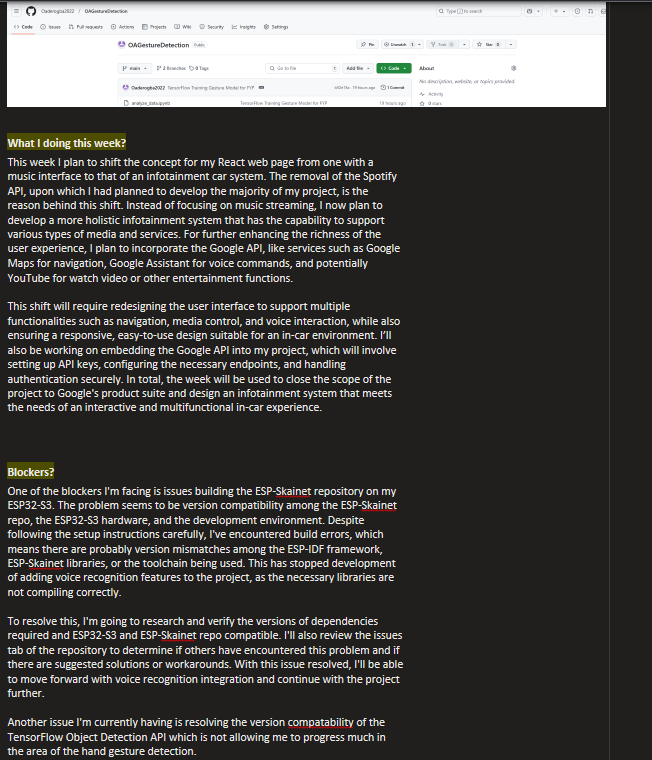 Oaderogba2022 / OAGestureDetection
Type / to search
Code Issues Pull requests Actions Projects Wiki Security Insights Settings
OAGestureDetection Public
Pin Unwatch 1 Fork 0 Star 0
main 2 Branches 0 Tags Go to file t Add file Code
About
No description, website, or topics provided.
Oaderogba2022 TensorFlow Training Gesture Model for FYP 19 hours ago 1 Commit
Activity
analyze_data.ipynb TensorFlow Training Gesture Model for FYP 19 hours ago
0 stars
What I doing this week?
This week I plan to shift the concept for my React web page from one with a
music interface to that of an infotainment car system. The removal of the Spotify
API, upon which I had planned to develop the majority of my project, is the
reason behind this shift. Instead of focusing on music streaming, I now plan to
develop a more holistic infotainment system that has the capability to support
various types of media and services. For further enhancing the richness of the
user experience, I plan to incorporate the Google API, like services such as Google
Maps for navigation, Google Assistant for voice commands, and potentially
YouTube for watch video or other entertainment functions.
This shift will require redesigning the user interface to support multiple
functionalities such as navigation, media control, and voice interaction, while also
ensuring a responsive, easy-to-use design suitable for an in-car environment. I’ll
also be working on embedding the Google API into my project, which will involve
setting up API keys, configuring the necessary endpoints, and handling
authentication securely. In total, the week will be used to close the scope of the
project to Google's product suite and design an infotainment system that meets
the needs of an interactive and multifunctional in-car experience.
Blockers?
One of the blockers I'm facing is issues building the ESP-Skainet repository on my
ESP32-S3. The problem seems to be version compatibility among the ESP-Skainet
repo, the ESP32-S3 hardware, and the development environment. Despite
following the setup instructions carefully, I've encountered build errors, which
means there are probably version mismatches among the ESP-IDF framework,
ESP-Skainet libraries, or the toolchain being used. This has stopped development
of adding voice recognition features to the project, as the necessary libraries are
not compiling correctly.
To resolve this, I'm going to research and verify the versions of dependencies
required and ESP32-S3 and ESP-Skainet repo compatible. I'll also review the issues
tab of the repository to determine if others have encountered this problem and if
there are suggested solutions or workarounds. With this issue resolved, I'll be able
to move forward with voice recognition integration and continue with the project
further.
Another issue I'm currently having is resolving the version compatability of the
TensorFlow Object Detection API which is not allowing me to progress much in
the area of the hand gesture detection.